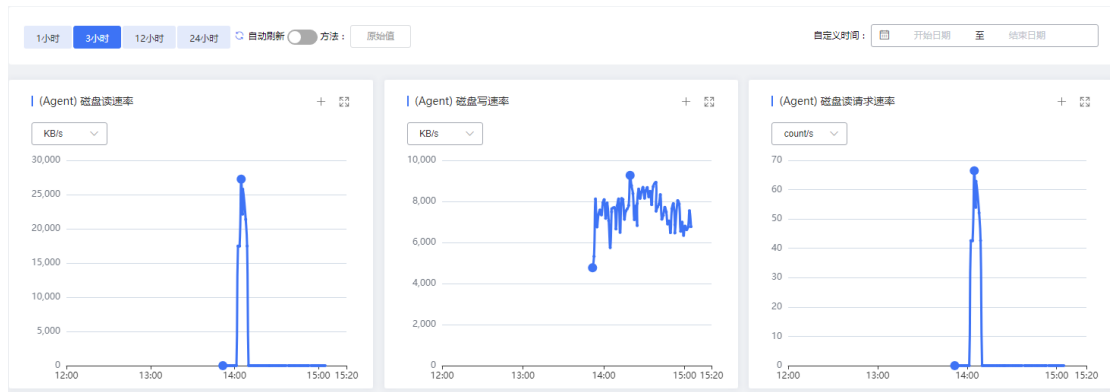 1小时 3小时 12小时 24小时 自动刷新 方法： 原始值 自定义时间： 开始日期 至 结束日期
(Agent) 磁盘读速率
KB/s
30,000
25,000
20,000
15,000
10,000
5,000
0
12:00 13:00 14:00 15:00 15:20
(Agent) 磁盘写速率
KB/s
10,000
8,000
6,000
4,000
2,000
0
12:00 13:00 14:00 15:00 15:20
(Agent) 磁盘读请求速率
count/s
70
60
50
40
30
20
10
0
12:00 13:00 14:00 15:00 15:20